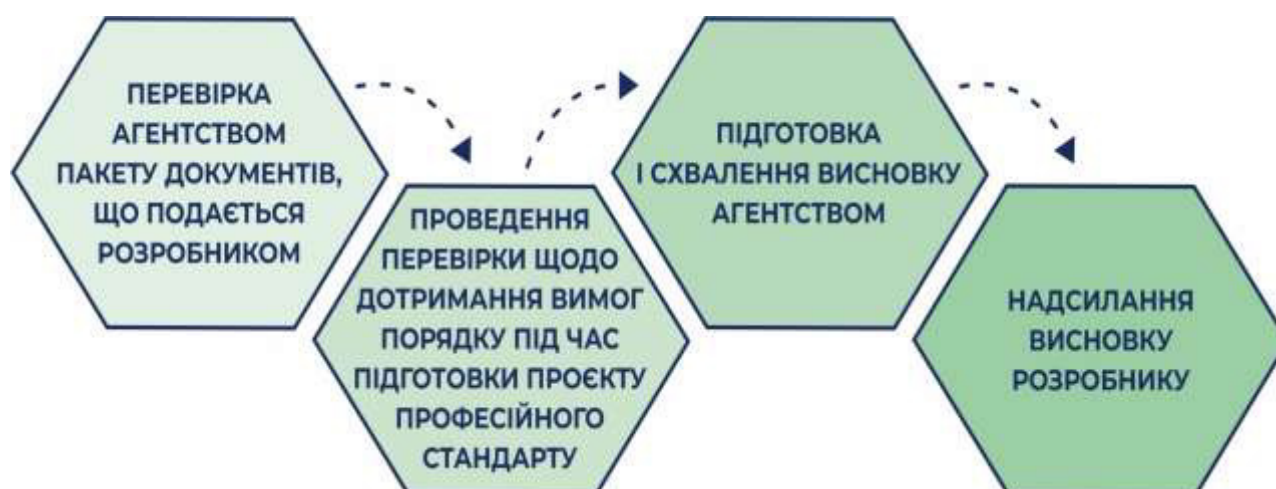 ПЕРЕВІРКА
АГЕНТСТВОМ
ПАКЕТУ ДОКУМЕНТІВ,
ЩО ПОДАЄТЬСЯ
РОЗРОБНИКОМ
ПРОВЕДЕННЯ
ПЕРЕВІРКИ ЩОДО
ДОТРИМАННЯ ВИМОГ
ПОРЯДКУ ПІД ЧАС
ПІДГОТОВКИ ПРОЄКТУ
ПРОФЕСІЙНОГО
СТАНДАРТУ
ПІДГОТОВКА
І СХВАЛЕННЯ ВИСНОВКУ
АГЕНТСТВОМ
НАДСИЛАННЯ
ВИСНОВКУ
РОЗРОБНИКУ